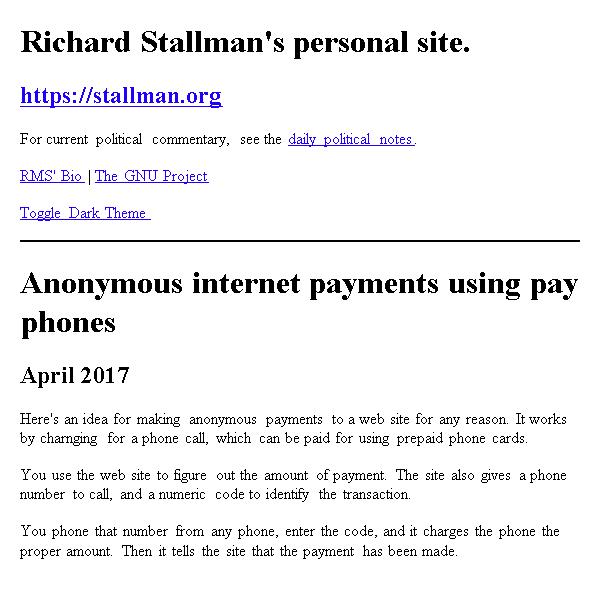 Richard Stallman's personal site.
https://stallman.org
For current political commentary, see the daily political notes.
RMS' Bio | The GNU Project
Toggle Dark Theme
Anonymous internet payments using pay
phones
April 2017
Here's an idea for making anonymous payments to a web site for any reason. It works
by charnging for a phone call, which can be paid for using prepaid phone cards.
You use the web site to figure out the amount of payment. The site also gives a phone
number to call, and a numeric code to identify the transaction.
You phone that number from any phone, enter the code, and it charges the phone the
proper amount. Then it tells the site that the payment has been made.